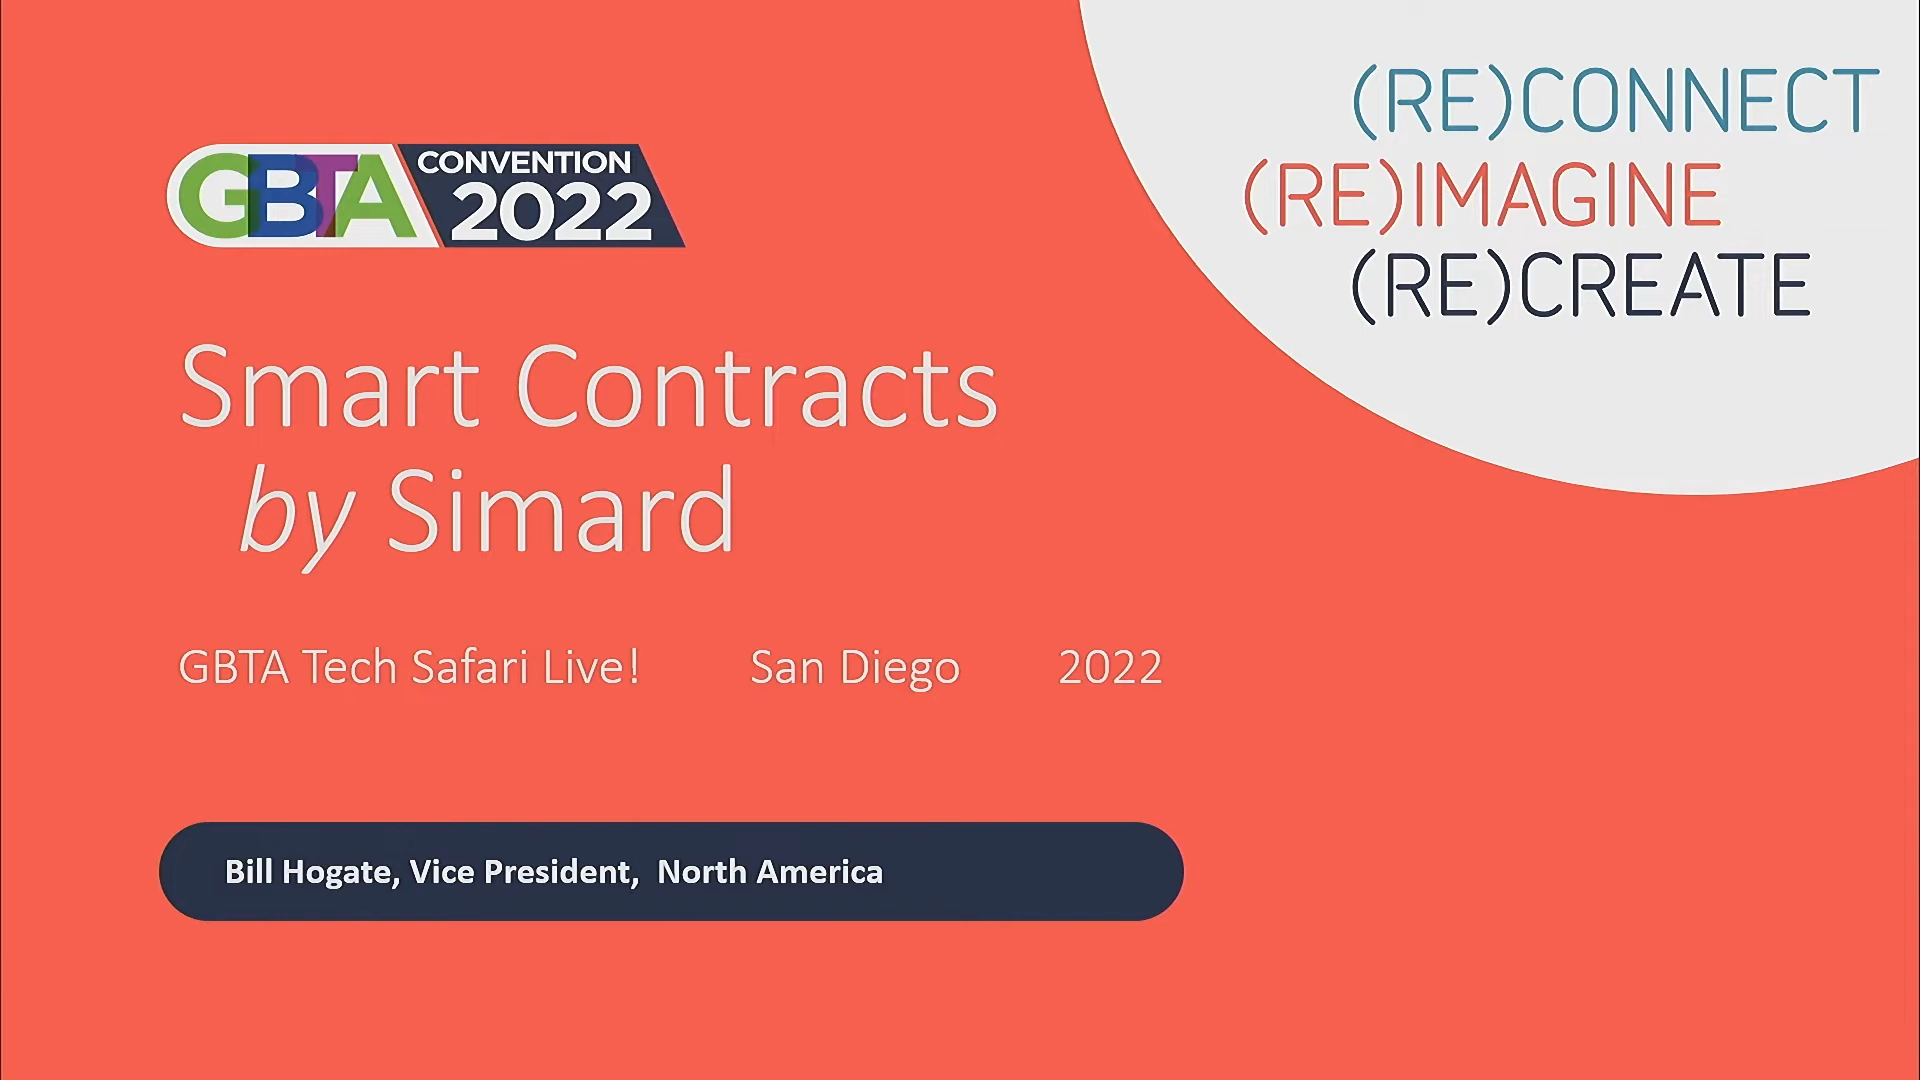 (RE)CONNECT
(RE)IMAGINE
(RE)CREATE
GBTA CONVENTION
2022
Smart Contracts
by Simard
GBTA Tech Safari Live! San Diego 2022
Bill Hogate, Vice President, North America